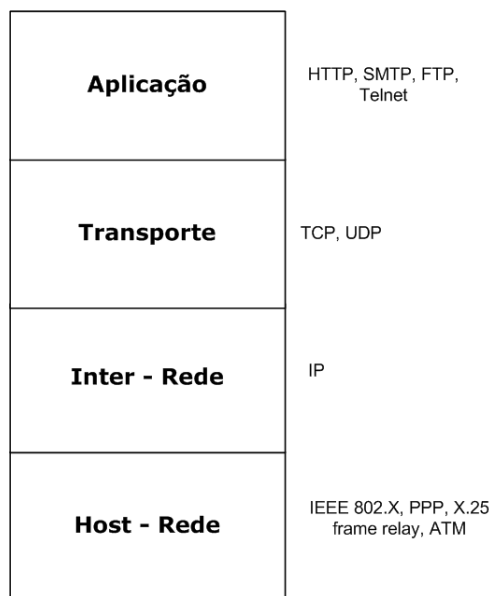 Aplicação
HTTP, SMTP, FTP,
Telnet
Transporte
TCP, UDP
Inter - Rede
IP
Host - Rede
IEEE 802.X, PPP, X.25
frame relay, ATM